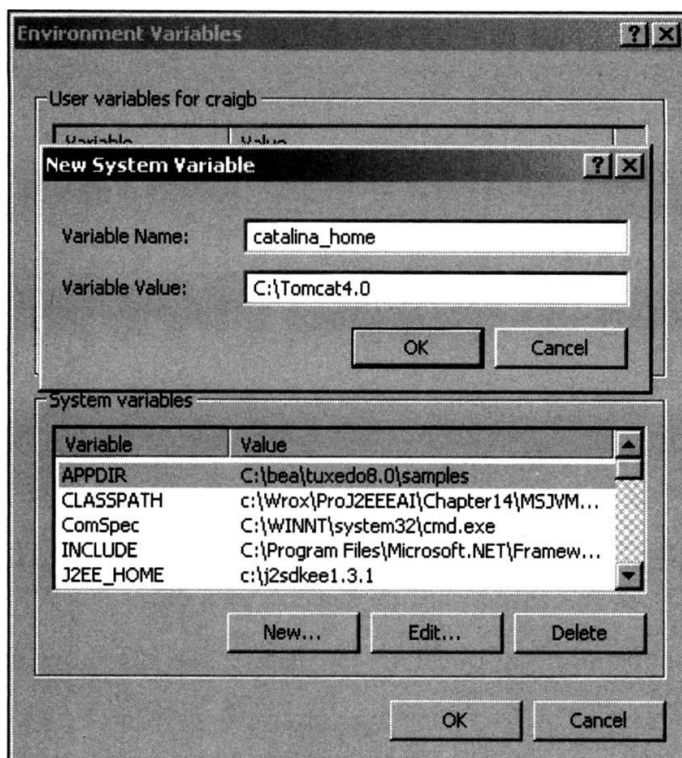 Environment Variables
User variables for craigb
Variable Value
New System Variable
Variable Name: catalina_home
Variable Value: C:\Tomcat4.0
OK Cancel
System variables
Variable Value
APPDIR C:\bea\tuxedo8.0\samples
CLASSPATH c:\Wrox\ProJ2EEEAI\Chapter14\MSJVM...
ComSpec C:\WINNT\system32\cmd.exe
INCLUDE C:\Program Files\Microsoft.NET\Framew...
J2EE_HOME c:\j2sdkee1.3.1
New... Edit... Delete
OK Cancel